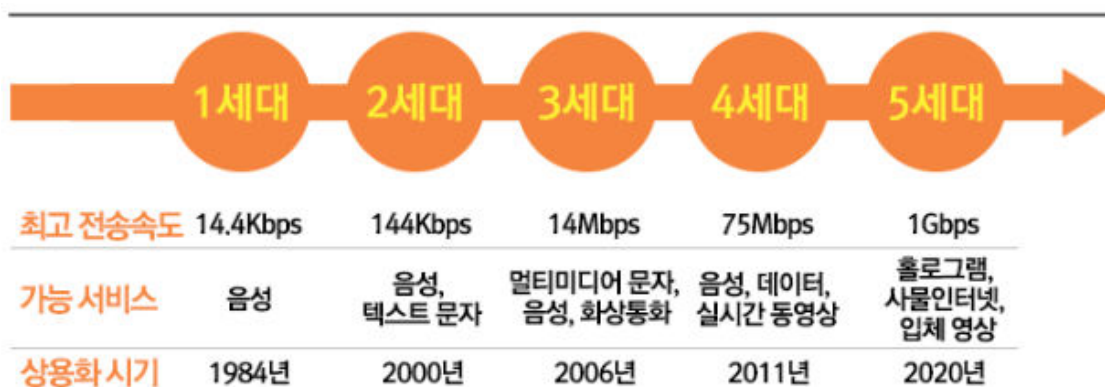 1세대 2세대 3세대 4세대 5세대
최고 전송속도 14.4Kbps 144Kbps 14Mbps 75Mbps 1Gbps
가능 서비스 음성 음성, 텍스트 문자 멀티미디어 문자, 음성, 화상통화 음성, 데이터, 실시간 동영상 홀로그램, 사물인터넷, 입체 영상
상용화 시기 1984년 2000년 2006년 2011년 2020년